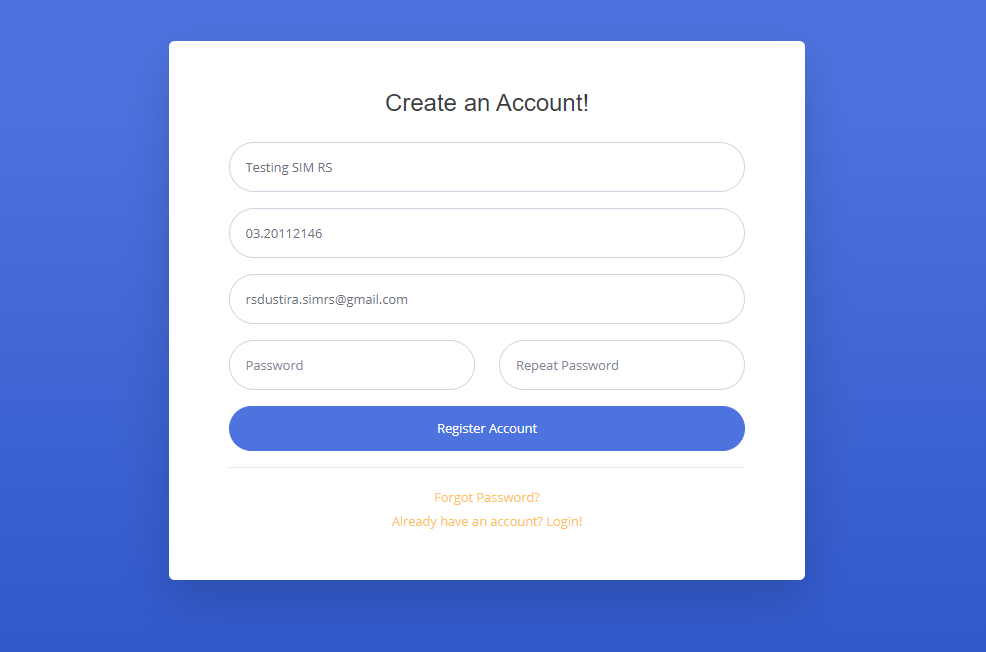 Create an Account!
Testing SIM RS
03.20112146
rsdustira.simrs@gmail.com
Password
Repeat Password
Register Account
Forgot Password?
Already have an account? Login!